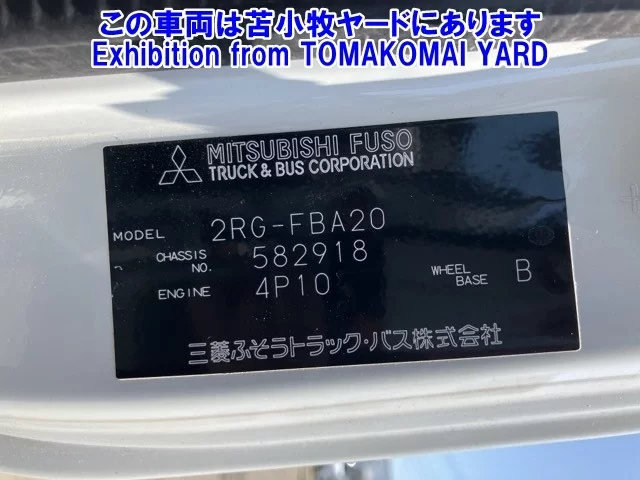 この車両は苫小牧ヤードにあります
Exhibition from TOMAKOMAI YARD
MITSUBISHI FUSO
TRUCK & BUS CORPORATION
MODEL 2RG-FBA20
CHASSIS NO. 582918
ENGINE 4P10 WHEEL BASE B
三菱ふそうトラック・バス株式会社